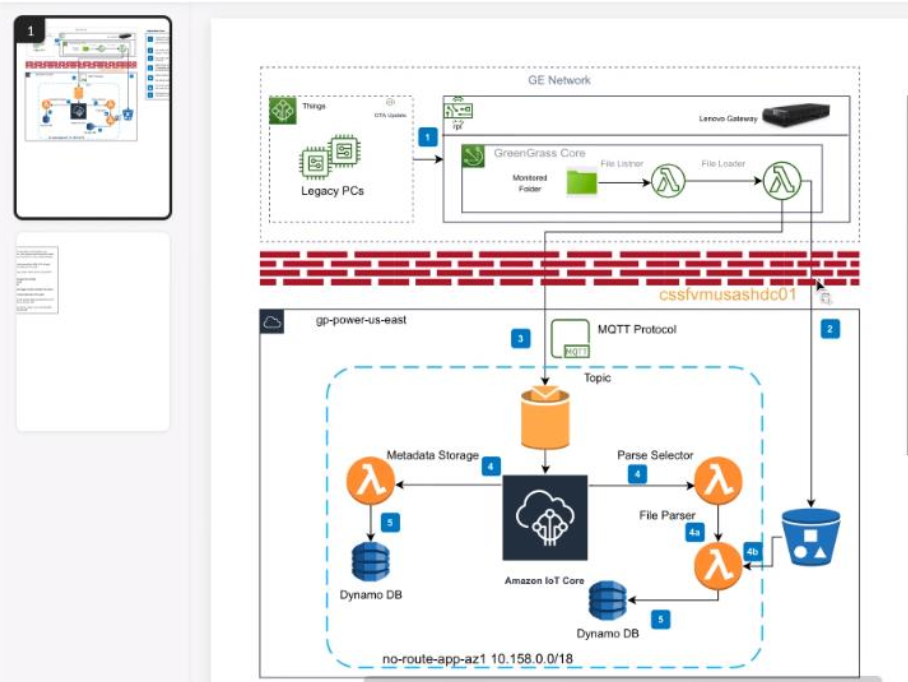 1
GE Network
Things
OTA Update
Legacy PCs
1
rpi
Lenovo Gateway
GreenGrass Core
Monitored
Folder
File Listner
File Loader
cssfvmusashdc01
gp-power-us-east
3
MQTT Protocol
MQTT
2
Topic
Metadata Storage
4
Parse Selector
4
File Parser
4a
4b
5
Dynamo DB
Amazon IoT Core
5
Dynamo DB
no-route-app-az1 10.158.0.0/18